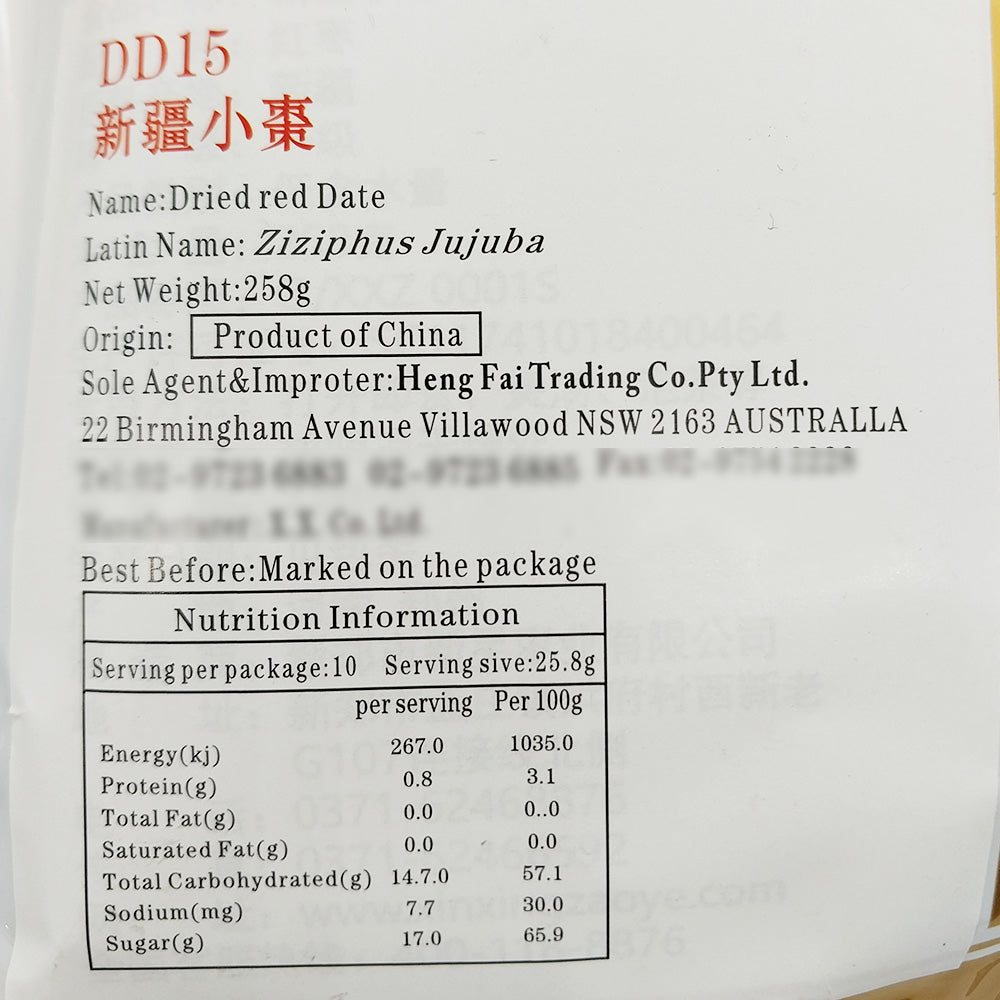 DD15
新疆小棗
Name:Dried red Date
Latin Name: Ziziphus Jujuba
Net Weight:258g
Origin: Product of China
Sole Agent&Improter:Heng Fai Trading Co.Pty Ltd.
22 Birmingham Avenue Villawood NSW 2163 AUSTRALLA
Best Before:Marked on the package
Nutrition Information
Serving per package:10 Serving sive:25.8g
per serving Per 100g
Energy(kj) 267.0 1035.0
Protein(g) 0.8 3.1
Total Fat(g) 0.0 0..0
Saturated Fat(g) 0.0 0.0
Total Carbohydrated(g) 14.7.0 57.1
Sodium(mg) 7.7 30.0
Sugar(g) 17.0 65.9